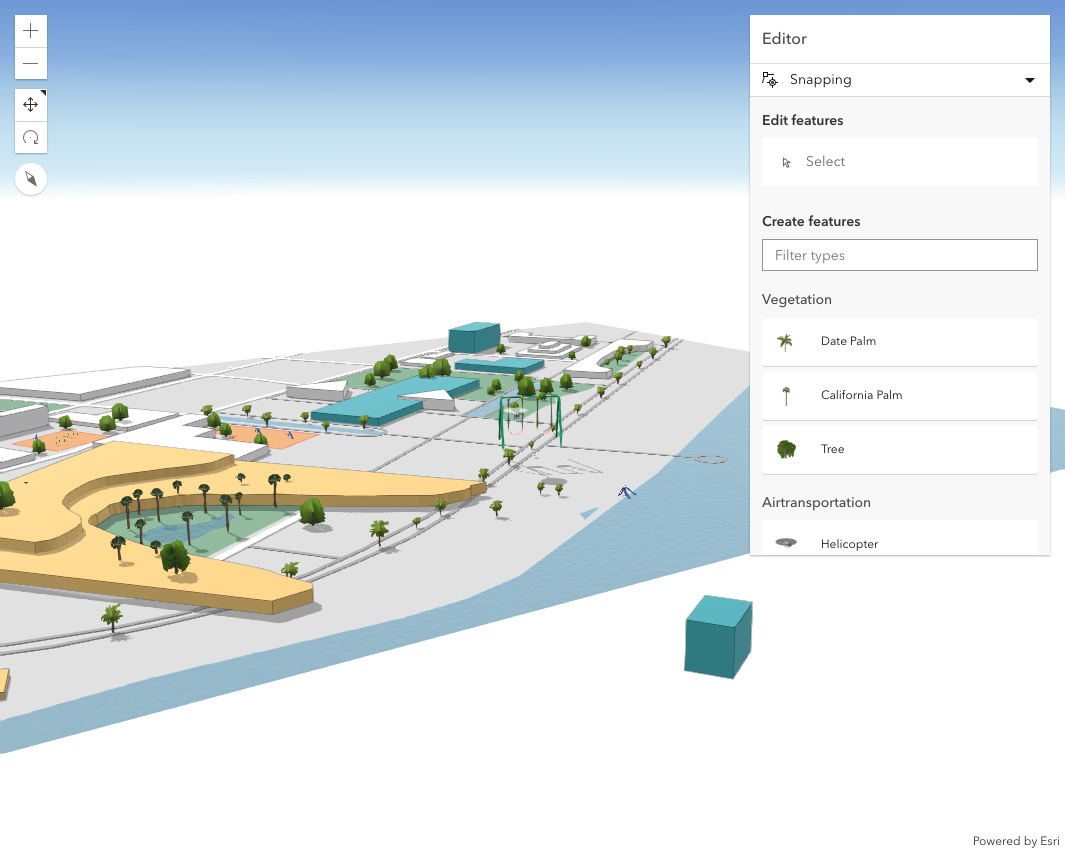 Editor
Snapping
Edit features
Select
Create features
Filter types
Vegetation
Date Palm
California Palm
Tree
Airtransportation
Helicopter
Powered by Esri